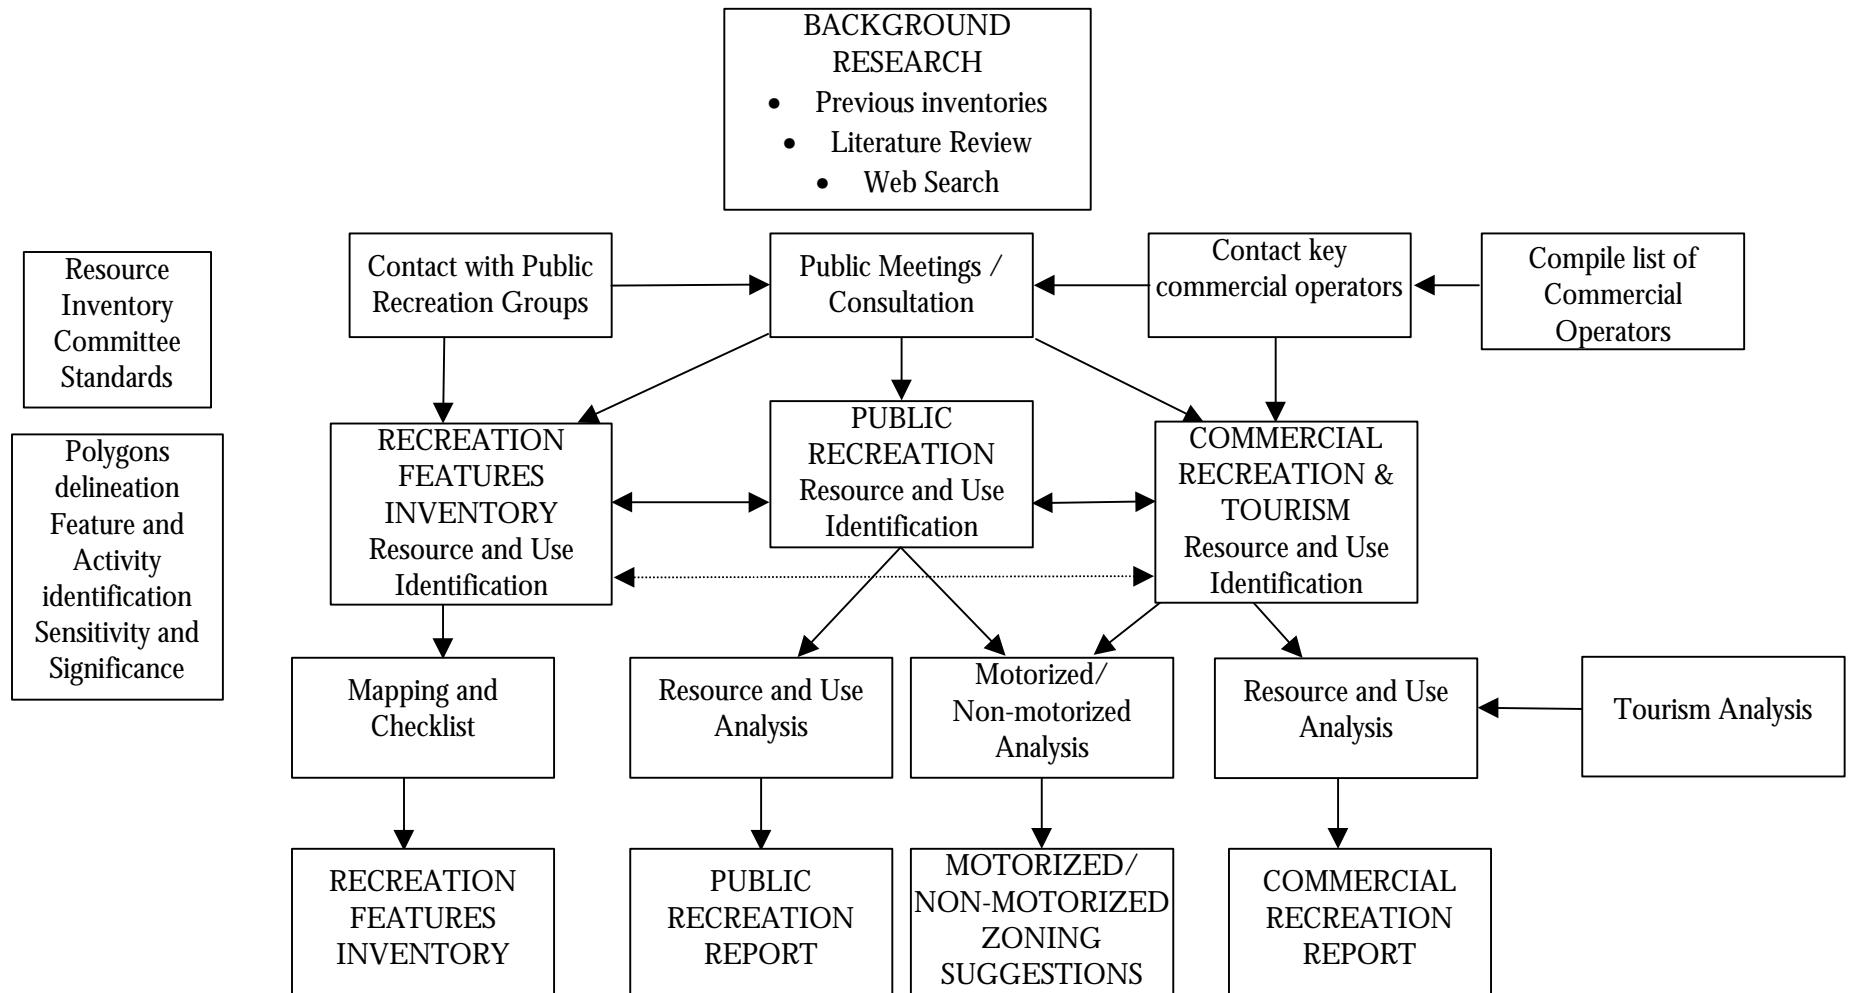 BACKGROUND
RESEARCH
• Previous inventories
• Literature Review
• Web Search
Resource
Inventory
Committee
Standards
Contact with Public
Recreation Groups
Public Meetings /
Consultation
Contact key
commercial operators
Compile list of
Commercial
Operators
Polygons
delineation
Feature and
Activity
identification
Sensitivity and
Significance
RECREATION
FEATURES
INVENTORY
Resource and Use
Identification
PUBLIC
RECREATION
Resource and Use
Identification
COMMERCIAL
RECREATION &
TOURISM
Resource and Use
Identification
Mapping and
Checklist
Resource and Use
Analysis
Motorized/
Non-motorized
Analysis
Resource and Use
Analysis
Tourism Analysis
RECREATION
FEATURES
INVENTORY
PUBLIC
RECREATION
REPORT
MOTORIZED/
NON-MOTORIZED
ZONING
SUGGESTIONS
COMMERCIAL
RECREATION
REPORT